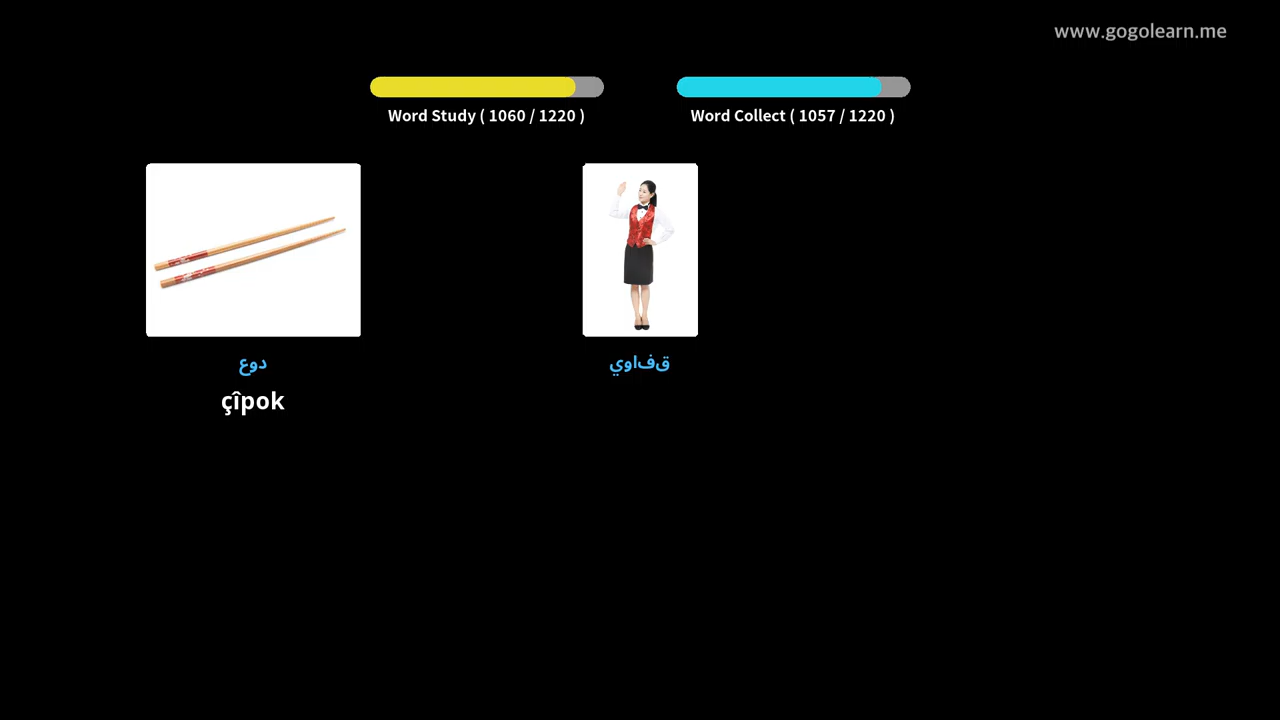 www.gogolearn.me
Word Study ( 1060 / 1220 )
Word Collect ( 1057 / 1220 )
دوع
قفاوي
çîpok